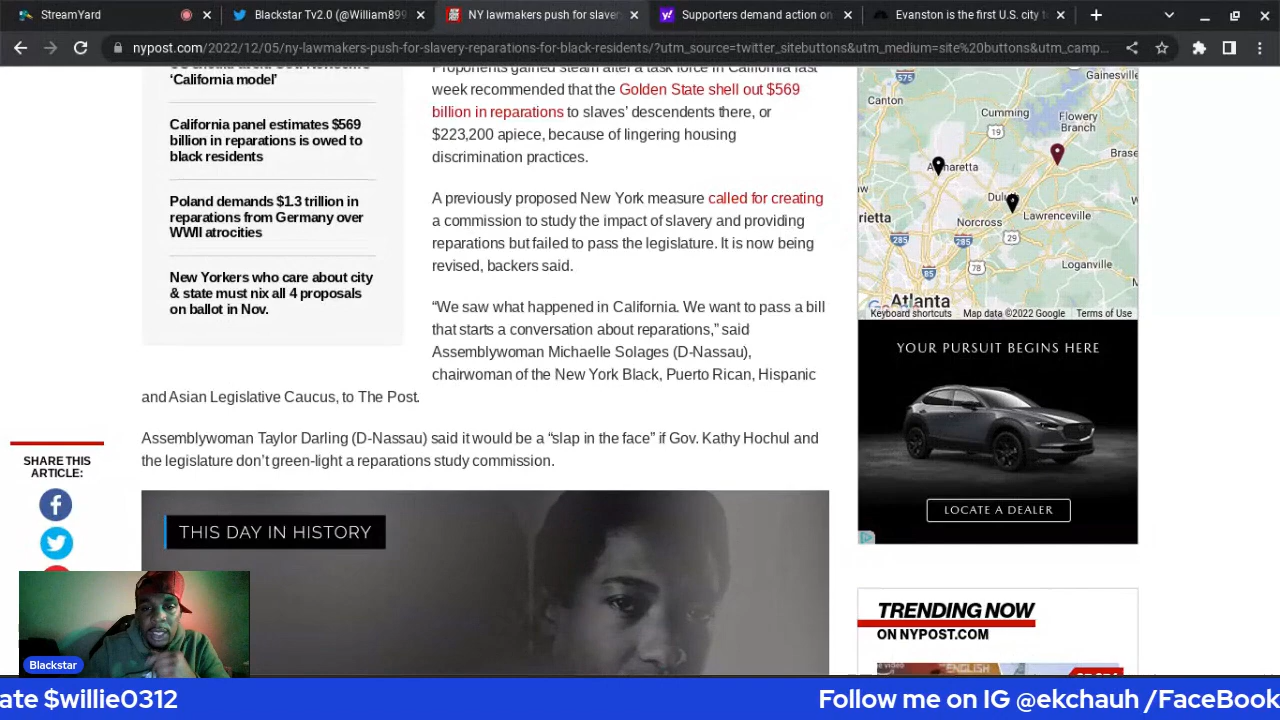 StreamYard
Blackstar Tv2.0 (@William899
NY lawmakers push for slaver
Supporters demand action on
Evanston is the first U.S. city t
nypost.com/2022/12/05/ny-lawmakers-push-for-slavery-reparations-for-black-residents/?utm_source=twitter_sitebuttons&utm_medium=site%20buttons&utm_camp...
‘California model’
California panel estimates $569
billion in reparations is owed to
black residents
Poland demands $1.3 trillion in
reparations from Germany over
WWII atrocities
New Yorkers who care about city
& state must nix all 4 proposals
on ballot in Nov.
Proponents gained steam after a task force in California last
week recommended that the Golden State shell out $569
billion in reparations to slaves’ descendents there, or
$223,200 apiece, because of lingering housing
discrimination practices.
A previously proposed New York measure called for creating
a commission to study the impact of slavery and providing
reparations but failed to pass the legislature. It is now being
revised, backers said.
“We saw what happened in California. We want to pass a bill
that starts a conversation about reparations,” said
Assemblywoman Michaelle Solages (D-Nassau),
chairwoman of the New York Black, Puerto Rican, Hispanic
and Asian Legislative Caucus, to The Post.
Assemblywoman Taylor Darling (D-Nassau) said it would be a “slap in the face” if Gov. Kathy Hochul and
the legislature don’t green-light a reparations study commission.
SHARE THIS
ARTICLE:
THIS DAY IN HISTORY
575
Gainesville
Canton
Cumming
Flowery
Branch
19
Brase
Norcross
Lawrenceville
rietta
285
285
29
78
Loganville
85
Atlanta
Keyboard shortcuts
Map data ©2022 Google
Terms of Use
YOUR PURSUIT BEGINS HERE
LOCATE A DEALER
TRENDING NOW
ON NYPOST.COM
ENGLISH
Blackstar
ate $willie0312
Follow me on IG @ekchauh /FaceBook